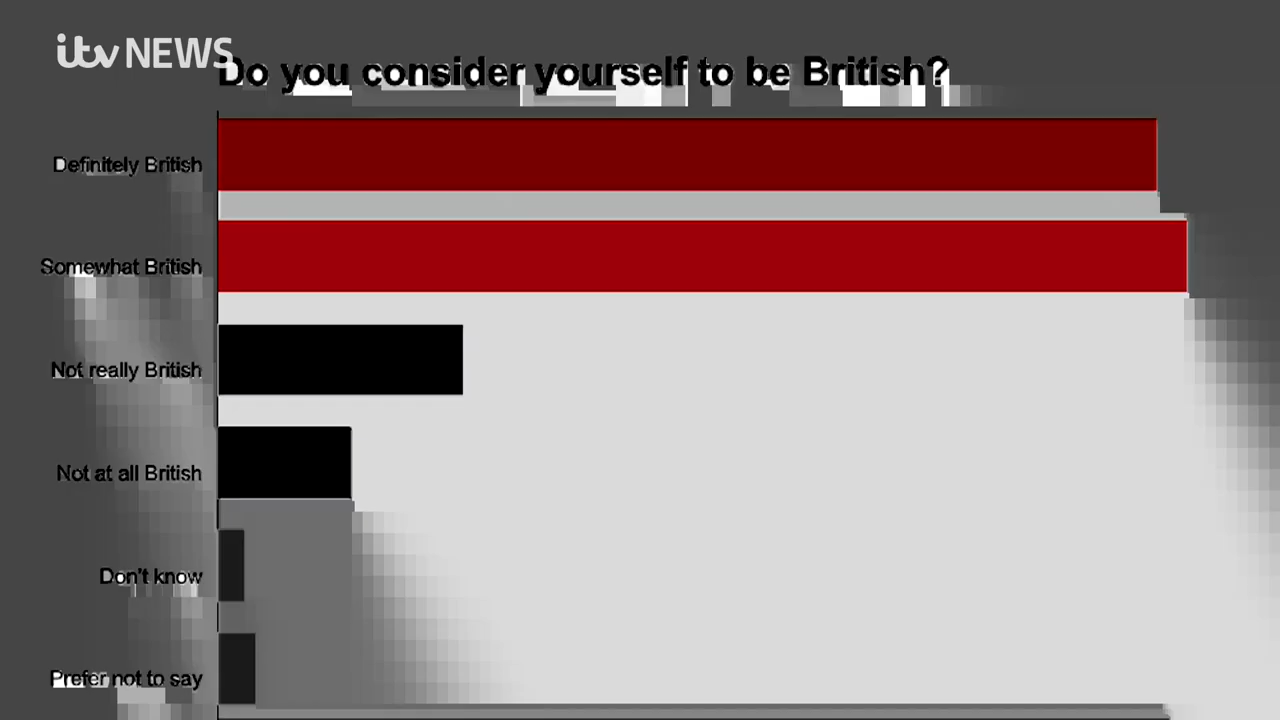 itv NEWS
Do you consider yourself to be British?
Definitely British
Somewhat British
Not really British
Not at all British
Don't know
Prefer not to say